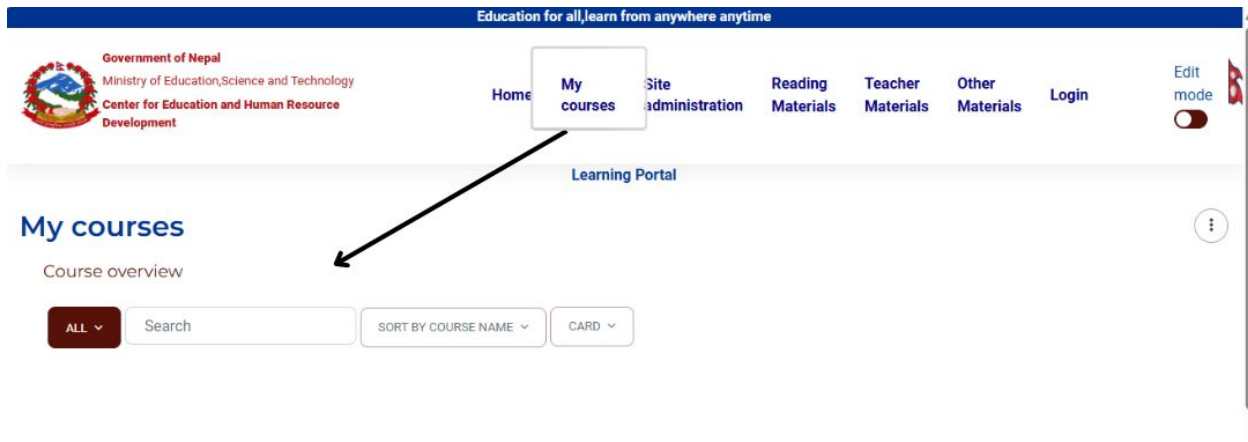 Education for all,learn from anywhere anytime
Government of Nepal
Ministry of Education,Science and Technology
Center for Education and Human Resource
Development
Home
My
courses
Site
administration
Reading
Materials
Teacher
Materials
Other
Materials
Login
Edit
mode
Learning Portal
My courses
Course overview
ALL
Search
SORT BY COURSE NAME
CARD